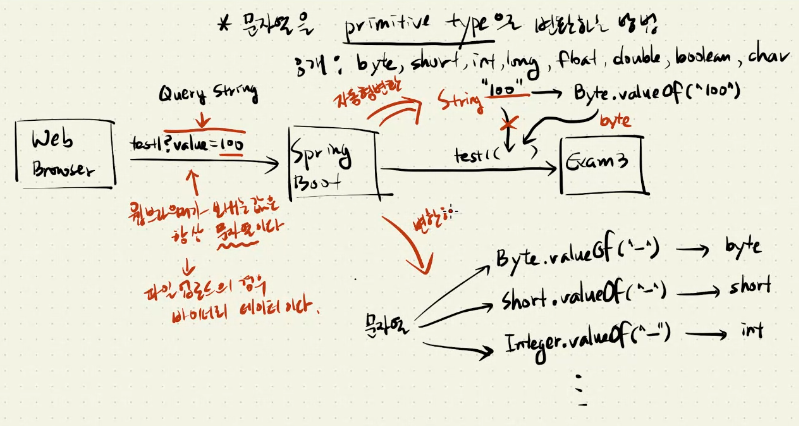 * 문자열을 primitive type으로 변환하는 방법
8개 : byte, short, int, long, float, double, boolean, char
Query String
자동형변환
String "100" → Byte.valueOf("100")
byte
Web
Browser
test1?value=100
Spring
Boot
test1( )
Exam3
웹브라우저가 보내는 값은
항상 문자열이다
파일 업로드의 경우
바이너리 데이터이다.
변환
문자열
Byte.valueOf("~") → byte
Short.valueOf("~") → short
Integer.valueOf("~") → int
⋮